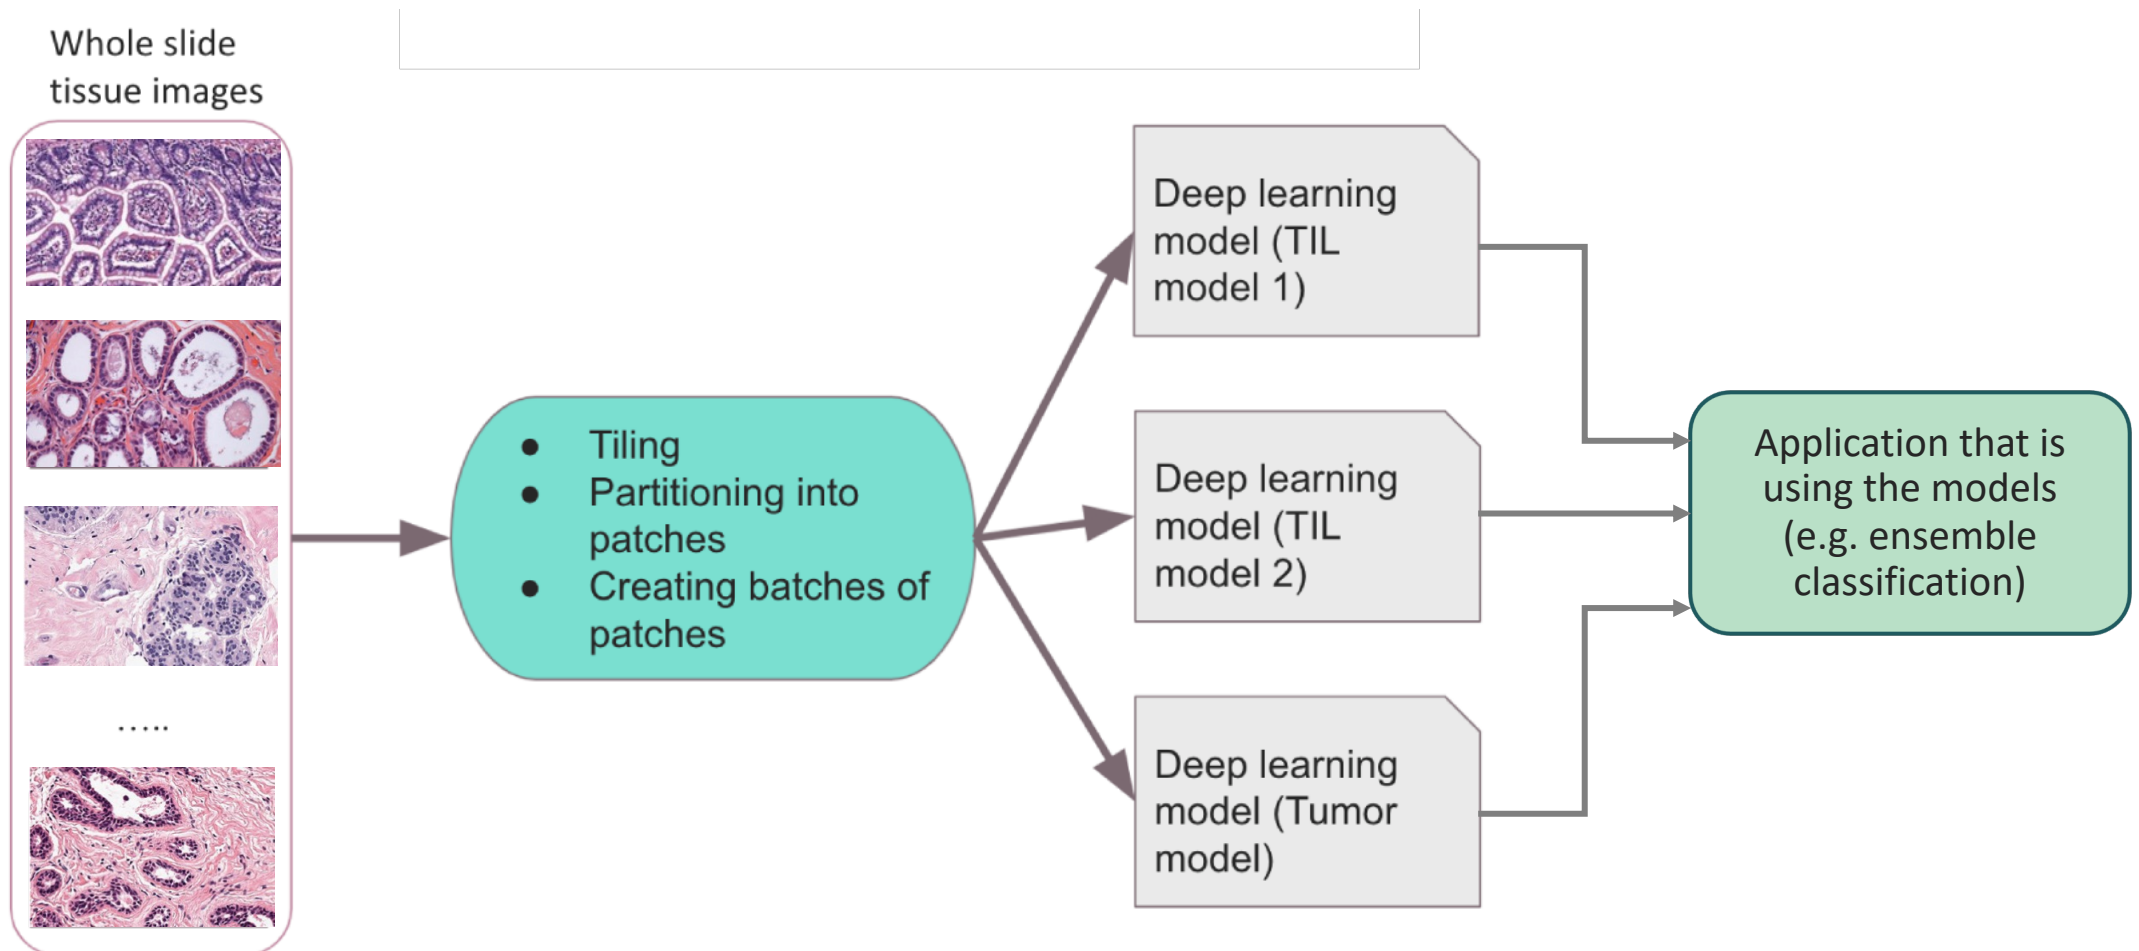 Whole slide
tissue images
.....
● Tiling
● Partitioning into
patches
● Creating batches of
patches
Deep learning
model (TIL
model 1)
Deep learning
model (TIL
model 2)
Deep learning
model (Tumor
model)
Application that is
using the models
(e.g. ensemble
classification)